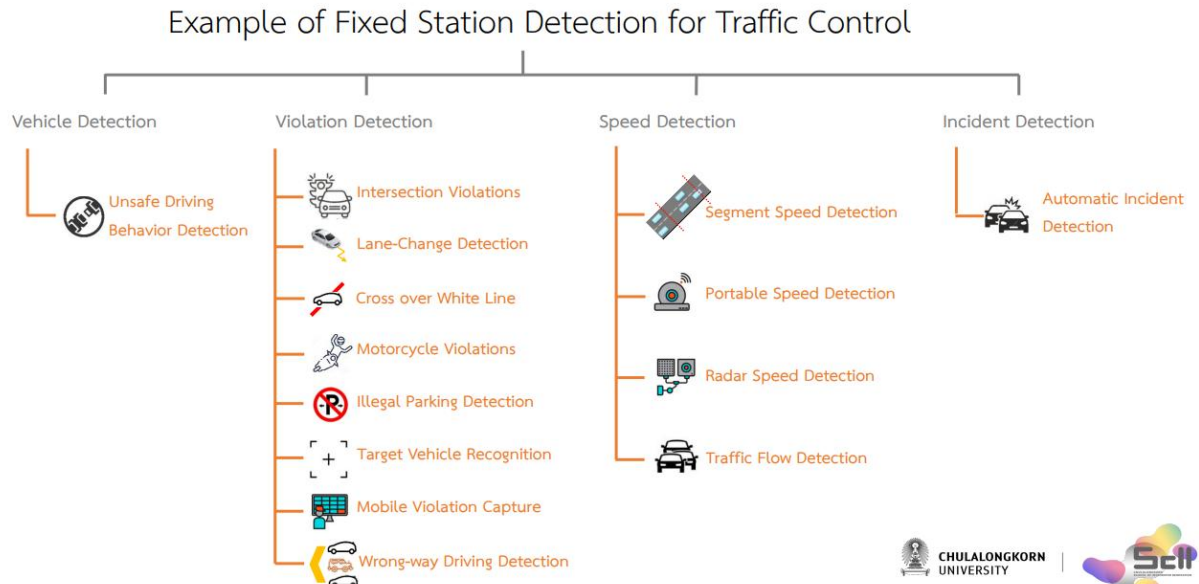 Example of Fixed Station Detection for Traffic Control
Vehicle Detection
Unsafe Driving
Behavior Detection
Violation Detection
Intersection Violations
Lane-Change Detection
Cross over White Line
Motorcycle Violations
Illegal Parking Detection
Target Vehicle Recognition
Mobile Violation Capture
Wrong-way Driving Detection
Speed Detection
Segment Speed Detection
Portable Speed Detection
Radar Speed Detection
Traffic Flow Detection
Incident Detection
Automatic Incident
Detection
CHULALONGKORN
UNIVERSITY
ScII